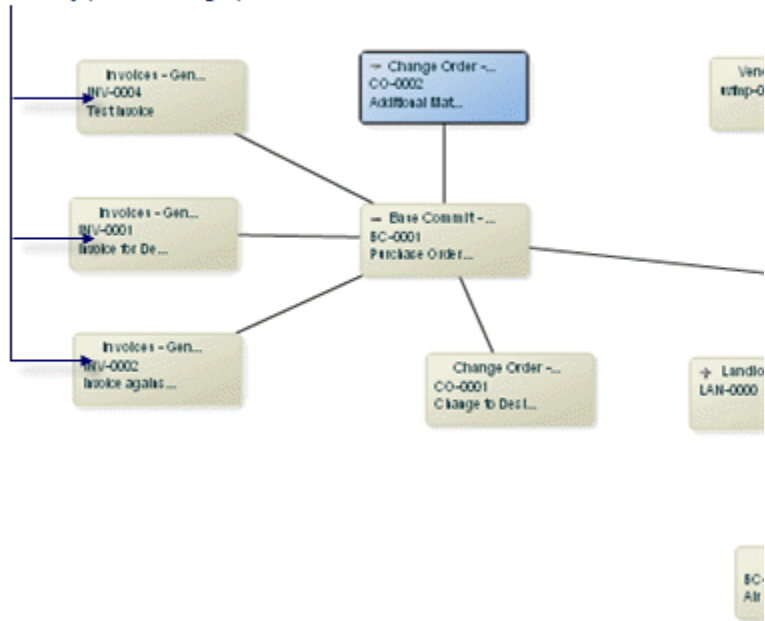 Invoices - Gen...
INV-0004
Test Invoice
Change Order -...
CO-0002
Additional Mat...
Invoices - Gen...
INV-0001
Invoice for De...
Base Commit -...
BC-0001
Purchase Order...
Invoices - Gen...
INV-0002
Invoice agains...
Change Order -...
CO-0001
Change to Desi...
LAN-0000
BC-
Air